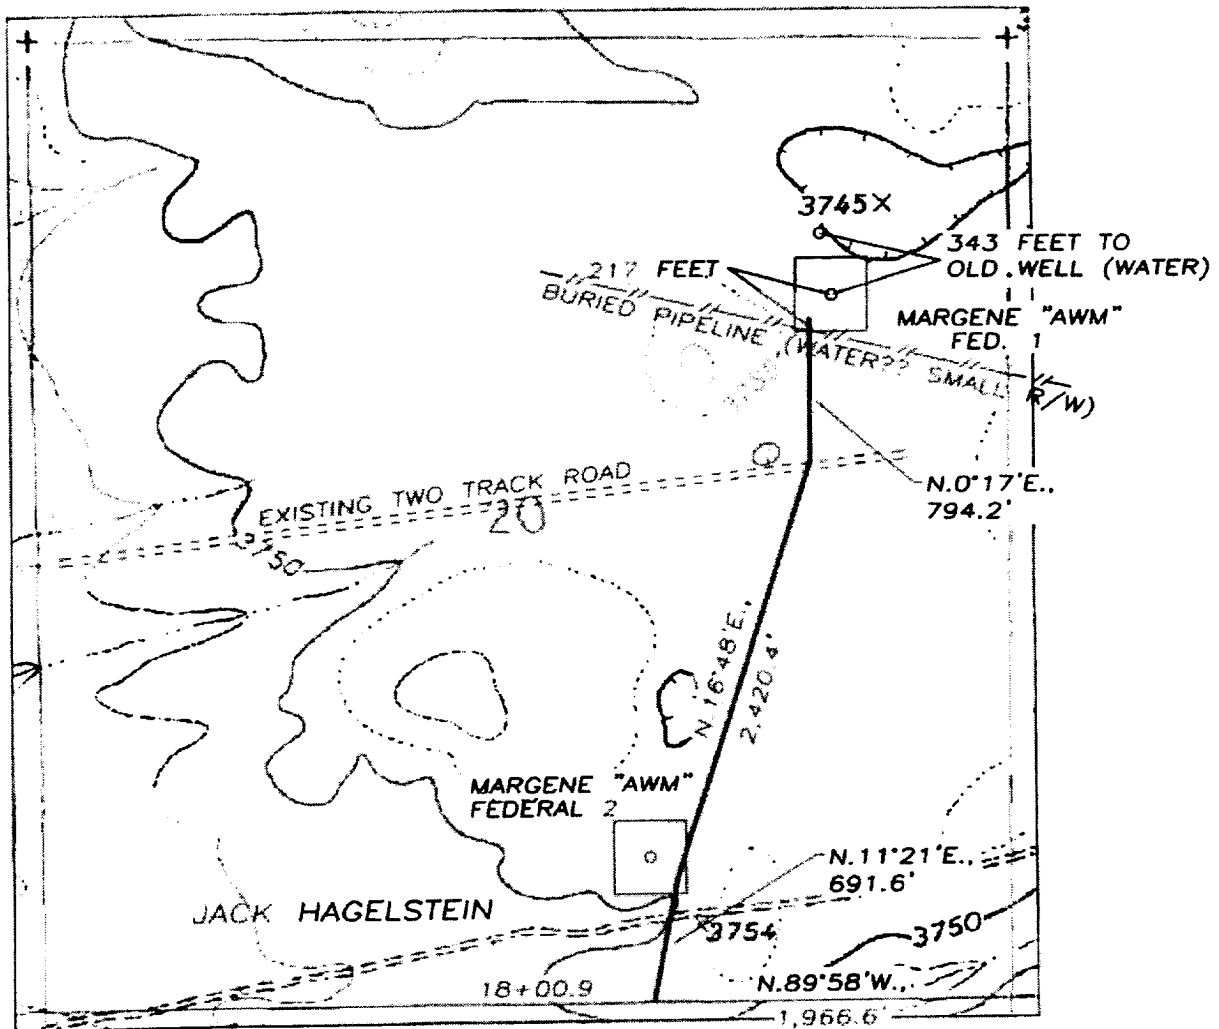 3745X
343 FEET TO
OLD WELL (WATER)
217 FEET
BURIED PIPELINE (WATER?? SMALL R/W)
MARGENE "AWM"
FED. 1
N.0°17'E.,
794.2'
EXISTING TWO TRACK ROAD
20
N.16°48'E.,
2,420.4'
MARGENE "AWM"
FEDERAL 2
N.11°21'E.,
691.6'
JACK HAGELSTEIN
3754
3750
18+00.9
N.89°58'W.,
1,966.6'